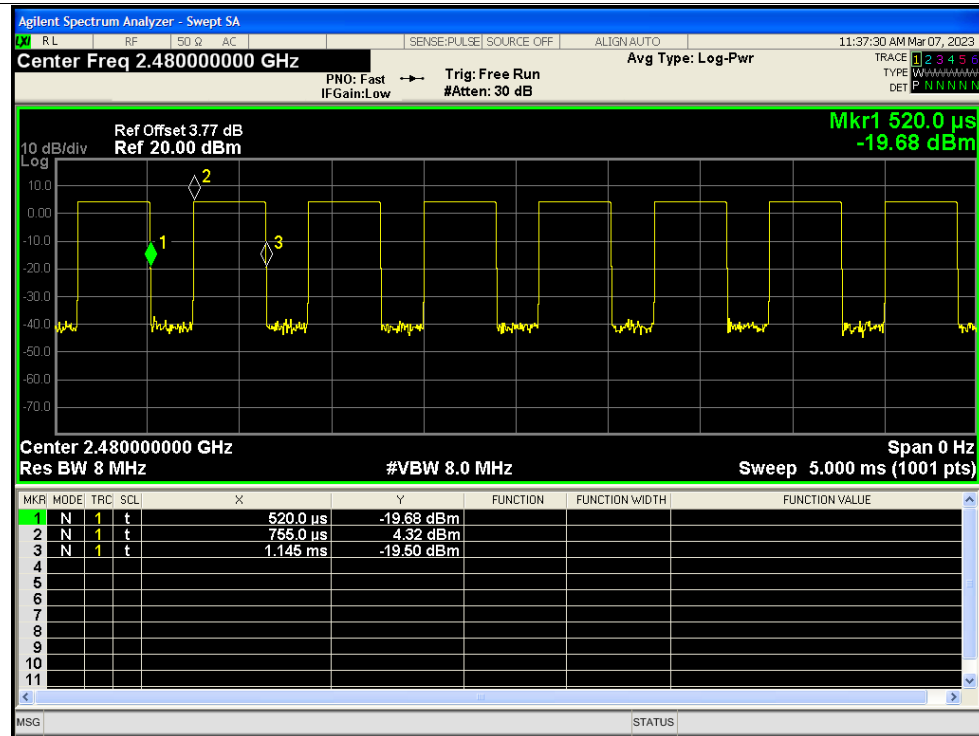 Agilent Spectrum Analyzer - Swept SA
LXI RL RF 50 Ω AC SENSE:PULSE SOURCE OFF ALIGN AUTO 11:37:30 AM Mar 07, 2023
Center Freq 2.480000000 GHz
Avg Type: Log-Pwr
TRACE 1 2 3 4 5 6
PNO: Fast Trig: Free Run
TYPE WWWWWW
IFGain:Low #Atten: 30 dB
DET P N N N N N
Mkr1 520.0 µs
-19.68 dBm
Ref Offset 3.77 dB
10 dB/div Ref 20.00 dBm
Log
10.0
0.00
-10.0
-20.0
-30.0
-40.0
-50.0
-60.0
-70.0
1
2
3
Center 2.480000000 GHz Span 0 Hz
Res BW 8 MHz #VBW 8.0 MHz Sweep 5.000 ms (1001 pts)
MKR MODE TRC SCL X Y FUNCTION FUNCTION WIDTH FUNCTION VALUE
1 N 1 t 520.0 µs -19.68 dBm
2 N 1 t 755.0 µs 4.32 dBm
3 N 1 t 1.145 ms -19.50 dBm
4
5
6
7
8
9
10
11
MSG STATUS